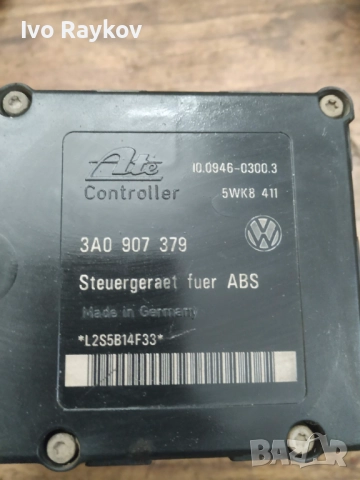 Ivo Raykov
Ate
10.0946-0300.3
Controller
5WK8 411
3A0 907 379
Steuergeraet fuer ABS
Made in Germany
*L2S5B14F33*
BAZAR